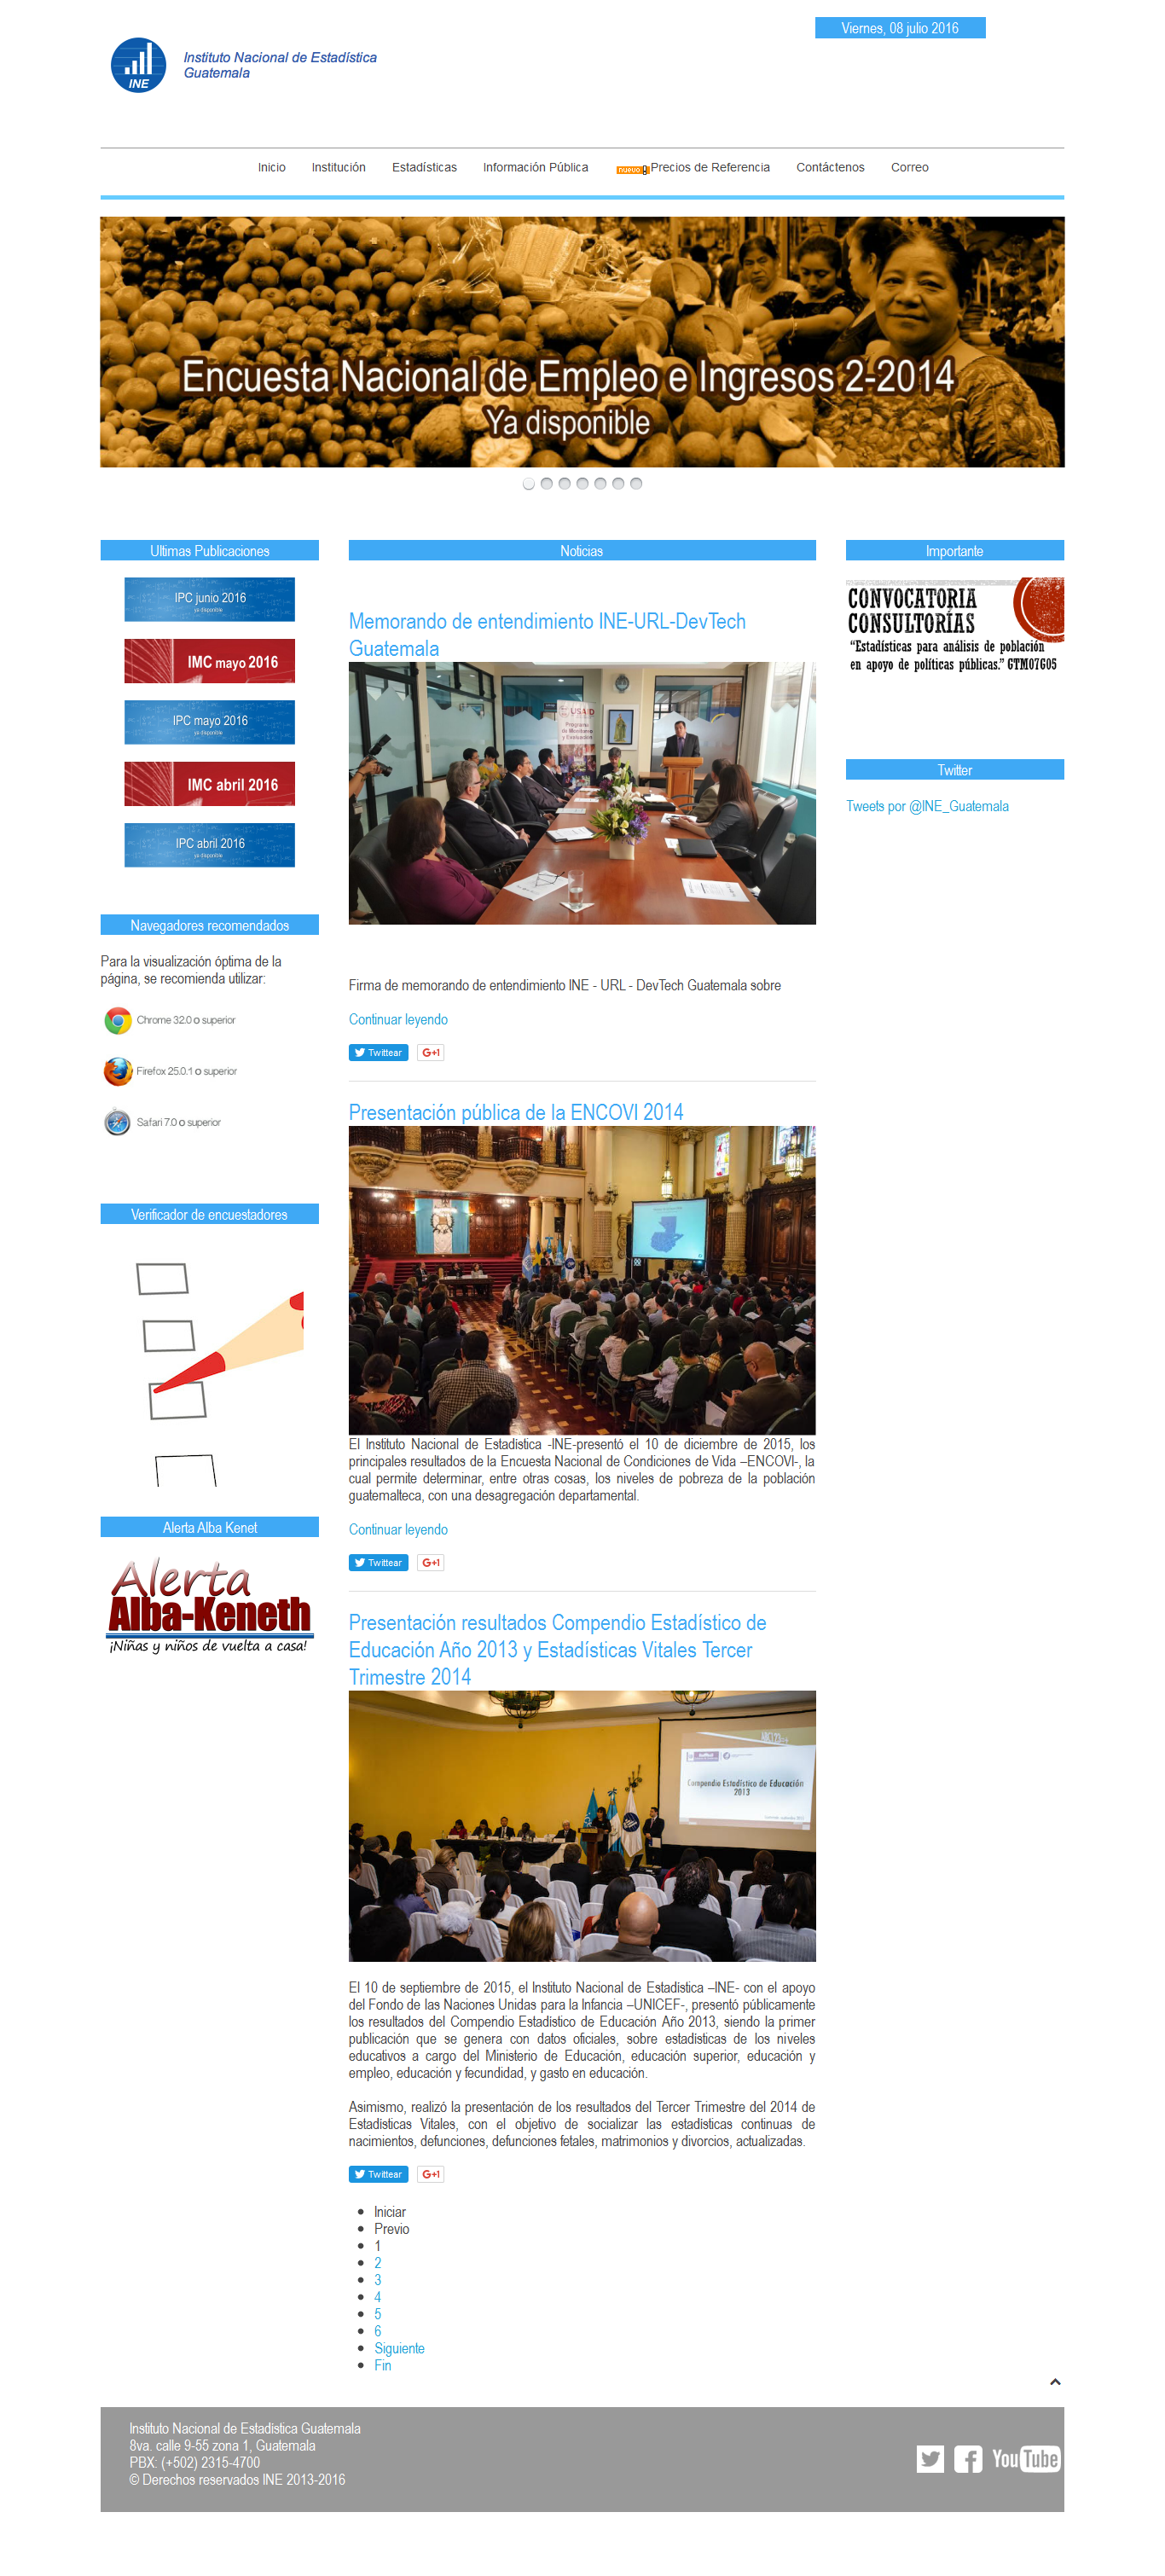 Viernes, 08 julio 2016
INE
Instituto Nacional de Estadística
Guatemala
Inicio Institución Estadísticas Información Pública nuevo Precios de Referencia Contáctenos Correo
Encuesta Nacional de Empleo e Ingresos 2-2014
Ya disponible
Ultimas Publicaciones
IPC junio 2016
ya disponible
IMC mayo 2016
IPC mayo 2016
ya disponible
IMC abril 2016
IPC abril 2016
ya disponible
Navegadores recomendados
Para la visualización óptima de la
página, se recomienda utilizar:
Chrome 32.0 o superior
Firefox 25.0.1 o superior
Safari 7.0 o superior
Verificador de encuestadores
Alerta Alba Kenet
Alerta
Alba-Keneth
¡Niñas y niños de vuelta a casa!
Noticias
Memorando de entendimiento INE-URL-DevTech
Guatemala
USAID
Programa
de Monitoreo
y Evaluación
Firma de memorando de entendimiento INE - URL - DevTech Guatemala sobre
Continuar leyendo
Twittear G+1
Presentación pública de la ENCOVI 2014
El Instituto Nacional de Estadística -INE-presentó el 10 de diciembre de 2015, los
principales resultados de la Encuesta Nacional de Condiciones de Vida –ENCOVI-, la
cual permite determinar, entre otras cosas, los niveles de pobreza de la población
guatemalteca, con una desagregación departamental.
Continuar leyendo
Twittear G+1
Presentación resultados Compendio Estadístico de
Educación Año 2013 y Estadísticas Vitales Tercer
Trimestre 2014
Compendio Estadístico de Educación
2013
El 10 de septiembre de 2015, el Instituto Nacional de Estadística –INE- con el apoyo
del Fondo de las Naciones Unidas para la Infancia –UNICEF-, presentó públicamente
los resultados del Compendio Estadístico de Educación Año 2013, siendo la primer
publicación que se genera con datos oficiales, sobre estadísticas de los niveles
educativos a cargo del Ministerio de Educación, educación superior, educación y
empleo, educación y fecundidad, y gasto en educación.
Asimismo, realizó la presentación de los resultados del Tercer Trimestre del 2014 de
Estadísticas Vitales, con el objetivo de socializar las estadísticas continuas de
nacimientos, defunciones, defunciones fetales, matrimonios y divorcios, actualizadas.
Twittear G+1
Iniciar
Previo
1
2
3
4
5
6
Siguiente
Fin
Importante
CONVOCATORIA
CONSULTORÍAS
“Estadísticas para análisis de población
en apoyo de políticas públicas.” GTM07G05
Twitter
Tweets por @INE_Guatemala
Instituto Nacional de Estadística Guatemala
8va. calle 9-55 zona 1, Guatemala
PBX: (+502) 2315-4700
© Derechos reservados INE 2013-2016
YouTube